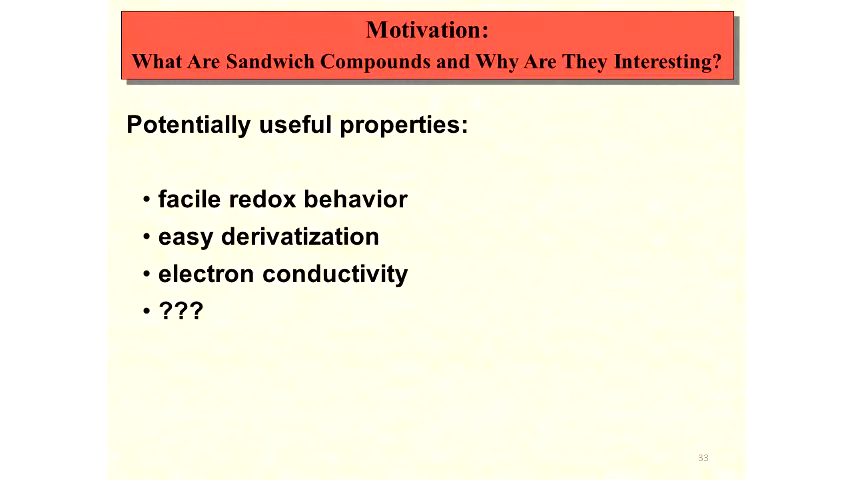 Motivation:
What Are Sandwich Compounds and Why Are They Interesting?
Potentially useful properties:
• facile redox behavior
• easy derivatization
• electron conductivity
• ???
33